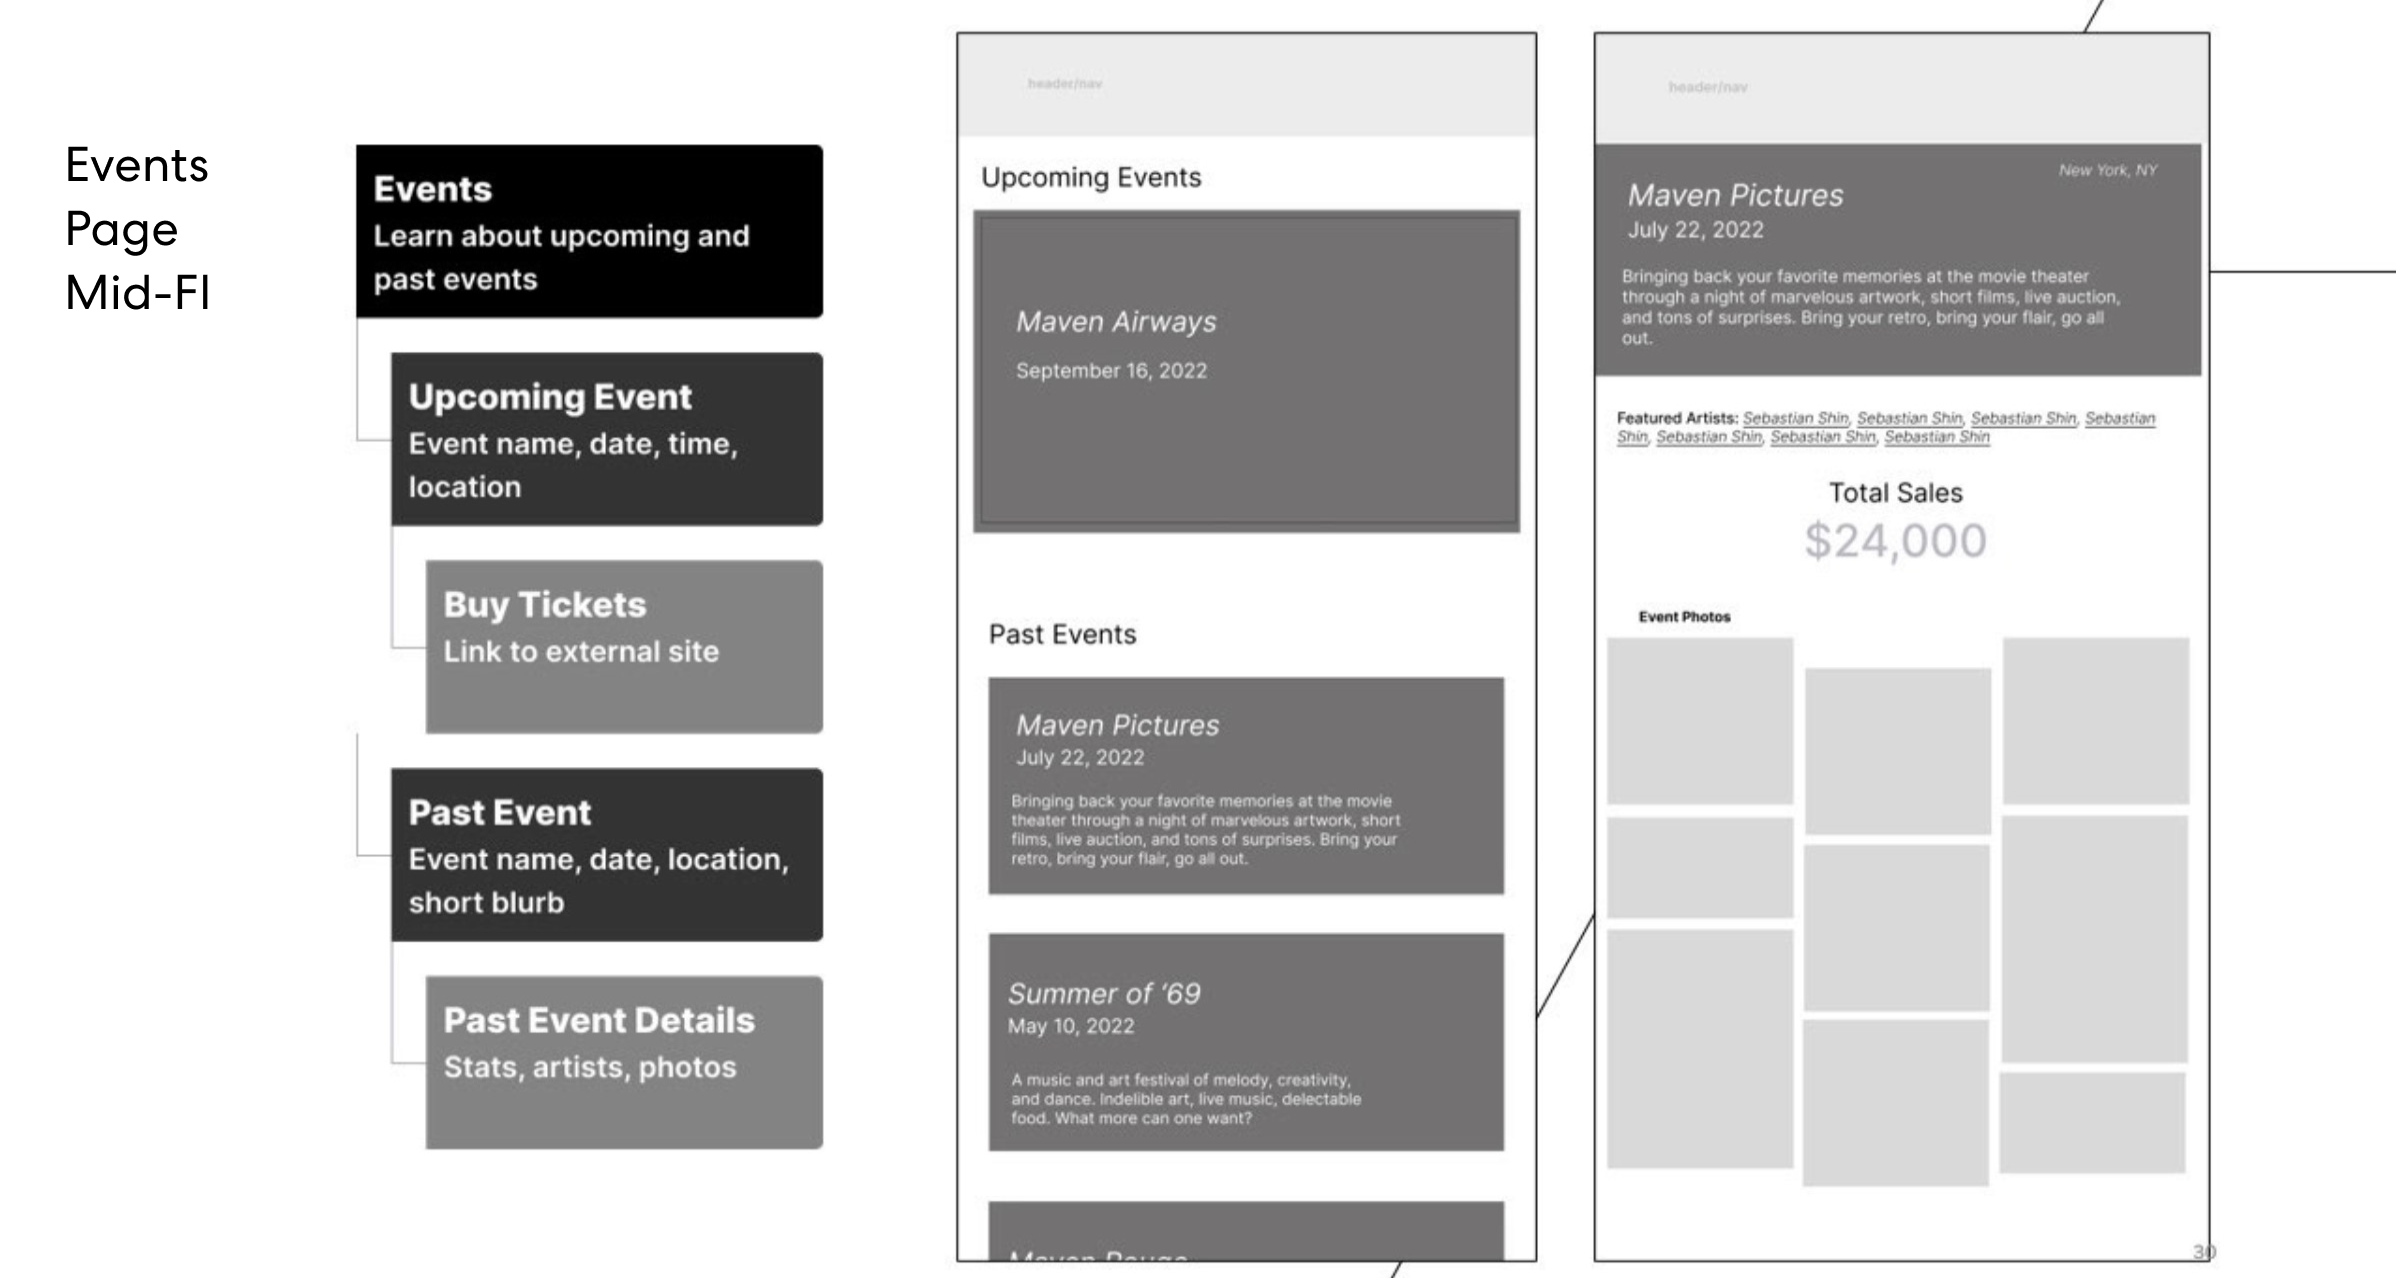 Events
Page
Mid-FI
Events
Learn about upcoming and
past events
Upcoming Event
Event name, date, time,
location
Buy Tickets
Link to external site
Past Event
Event name, date, location,
short blurb
Past Event Details
Stats, artists, photos
header/nav
Upcoming Events
Maven Airways
September 16, 2022
Past Events
Maven Pictures
July 22, 2022
Bringing back your favorite memories at the movie
theater through a night of marvelous artwork, short
films, live auction, and tons of surprises. Bring your
retro, bring your flair, go all out.
Summer of ‘69
May 10, 2022
A music and art festival of melody, creativity,
and dance. Indelible art, live music, delectable
food. What more can one want?
Maven Rouge
header/nav
New York, NY
Maven Pictures
July 22, 2022
Bringing back your favorite memories at the movie theater
through a night of marvelous artwork, short films, live auction,
and tons of surprises. Bring your retro, bring your flair, go all
out.
Featured Artists: Sebastian Shin, Sebastian Shin, Sebastian Shin, Sebastian
Shin, Sebastian Shin, Sebastian Shin, Sebastian Shin
Total Sales
$24,000
Event Photos
30